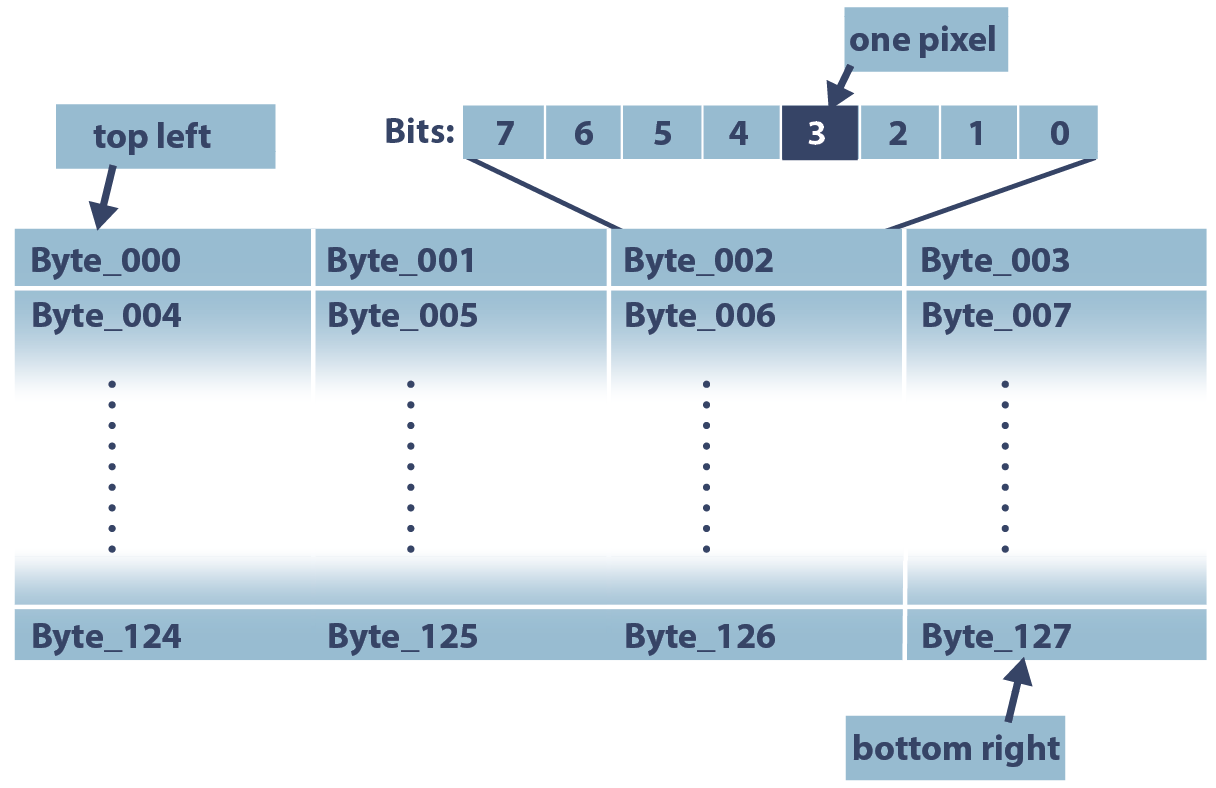 one pixel
top left
Bits: 7 6 5 4 3 2 1 0
Byte_000 Byte_001 Byte_002 Byte_003
Byte_004 Byte_005 Byte_006 Byte_007
Byte_124 Byte_125 Byte_126 Byte_127
bottom right